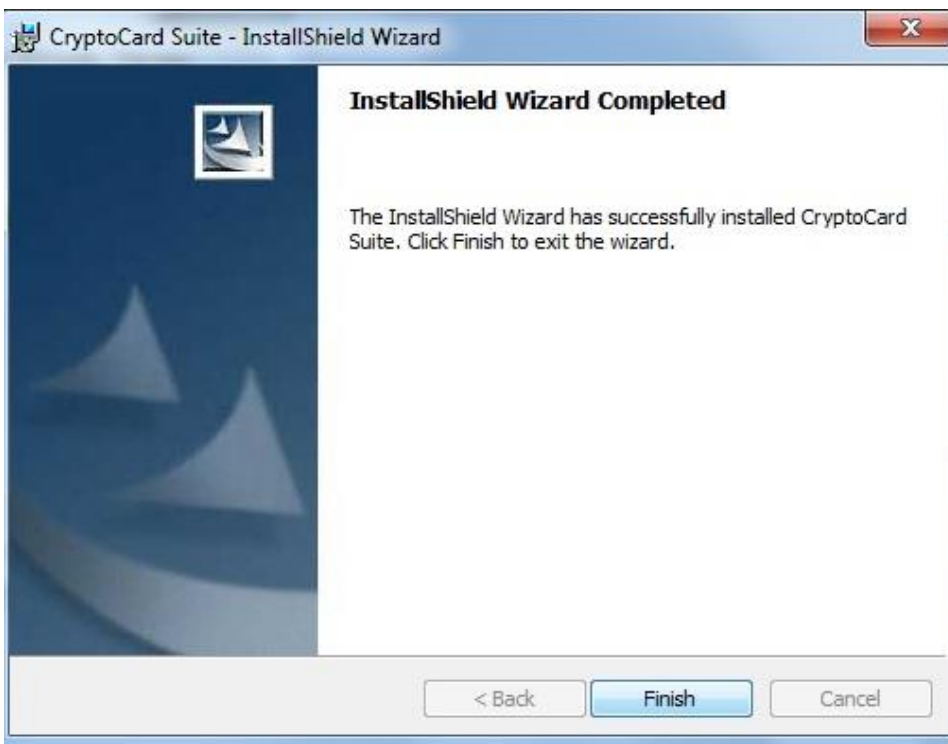 CryptoCard Suite - InstallShield Wizard
InstallShield Wizard Completed
The InstallShield Wizard has successfully installed CryptoCard
Suite. Click Finish to exit the wizard.
< Back
Finish
Cancel